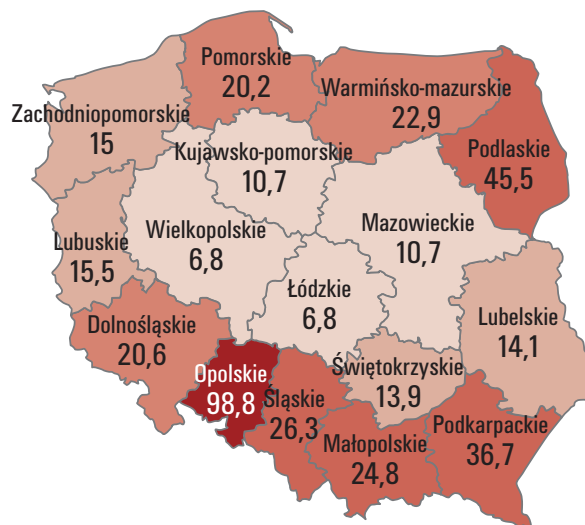 Pomorskie
20,2
Warmińsko-mazurskie
22,9
Zachodniopomorskie
15
Kujawsko-pomorskie
10,7
Podlaskie
45,5
Wielkopolskie
6,8
Mazowieckie
10,7
Lubuskie
15,5
Łódzkie
6,8
Lubelskie
14,1
Dolnośląskie
20,6
Świętokrzyskie
13,9
Opolskie
98,8
Śląskie
26,3
Małopolskie
24,8
Podkarpackie
36,7